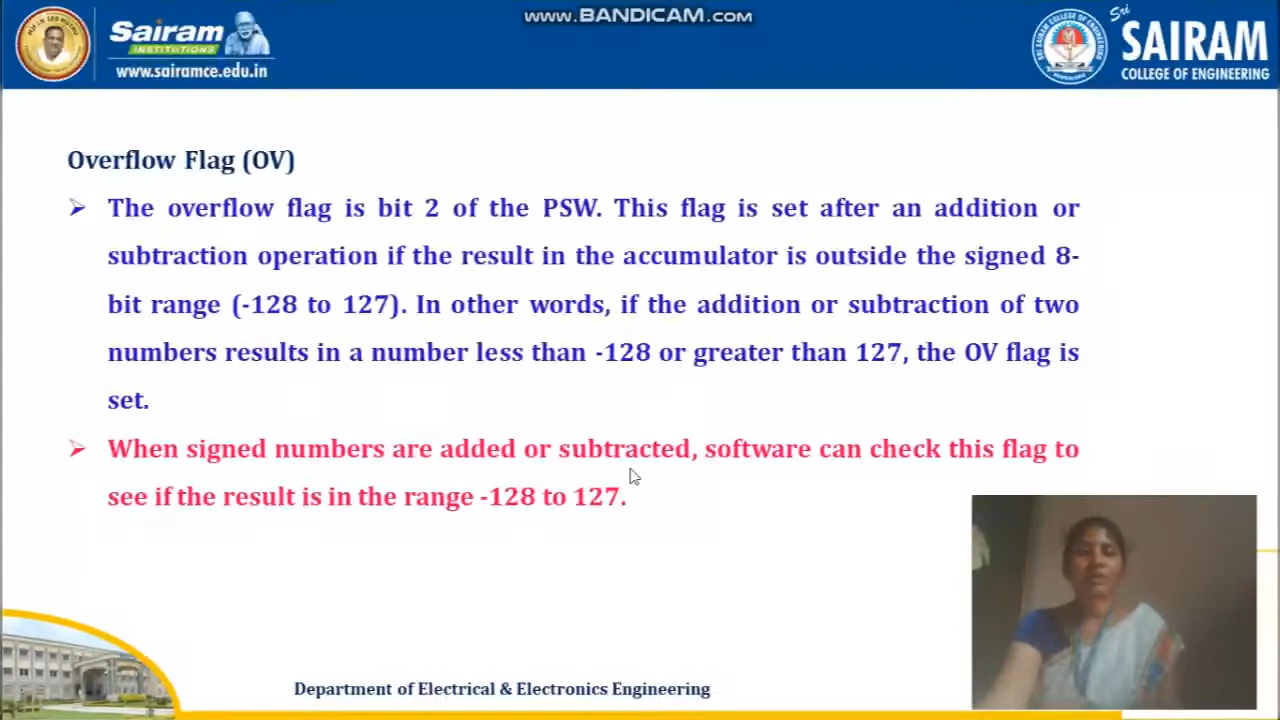 www.BANDICAM.com
Sairam
INSTITUTIONS
www.sairamce.edu.in
Sri
SAIRAM
COLLEGE OF ENGINEERING
Overflow Flag (OV)
The overflow flag is bit 2 of the PSW. This flag is set after an addition or
subtraction operation if the result in the accumulator is outside the signed 8-
bit range (-128 to 127). In other words, if the addition or subtraction of two
numbers results in a number less than -128 or greater than 127, the OV flag is
set.
When signed numbers are added or subtracted, software can check this flag to
see if the result is in the range -128 to 127.
Department of Electrical & Electronics Engineering